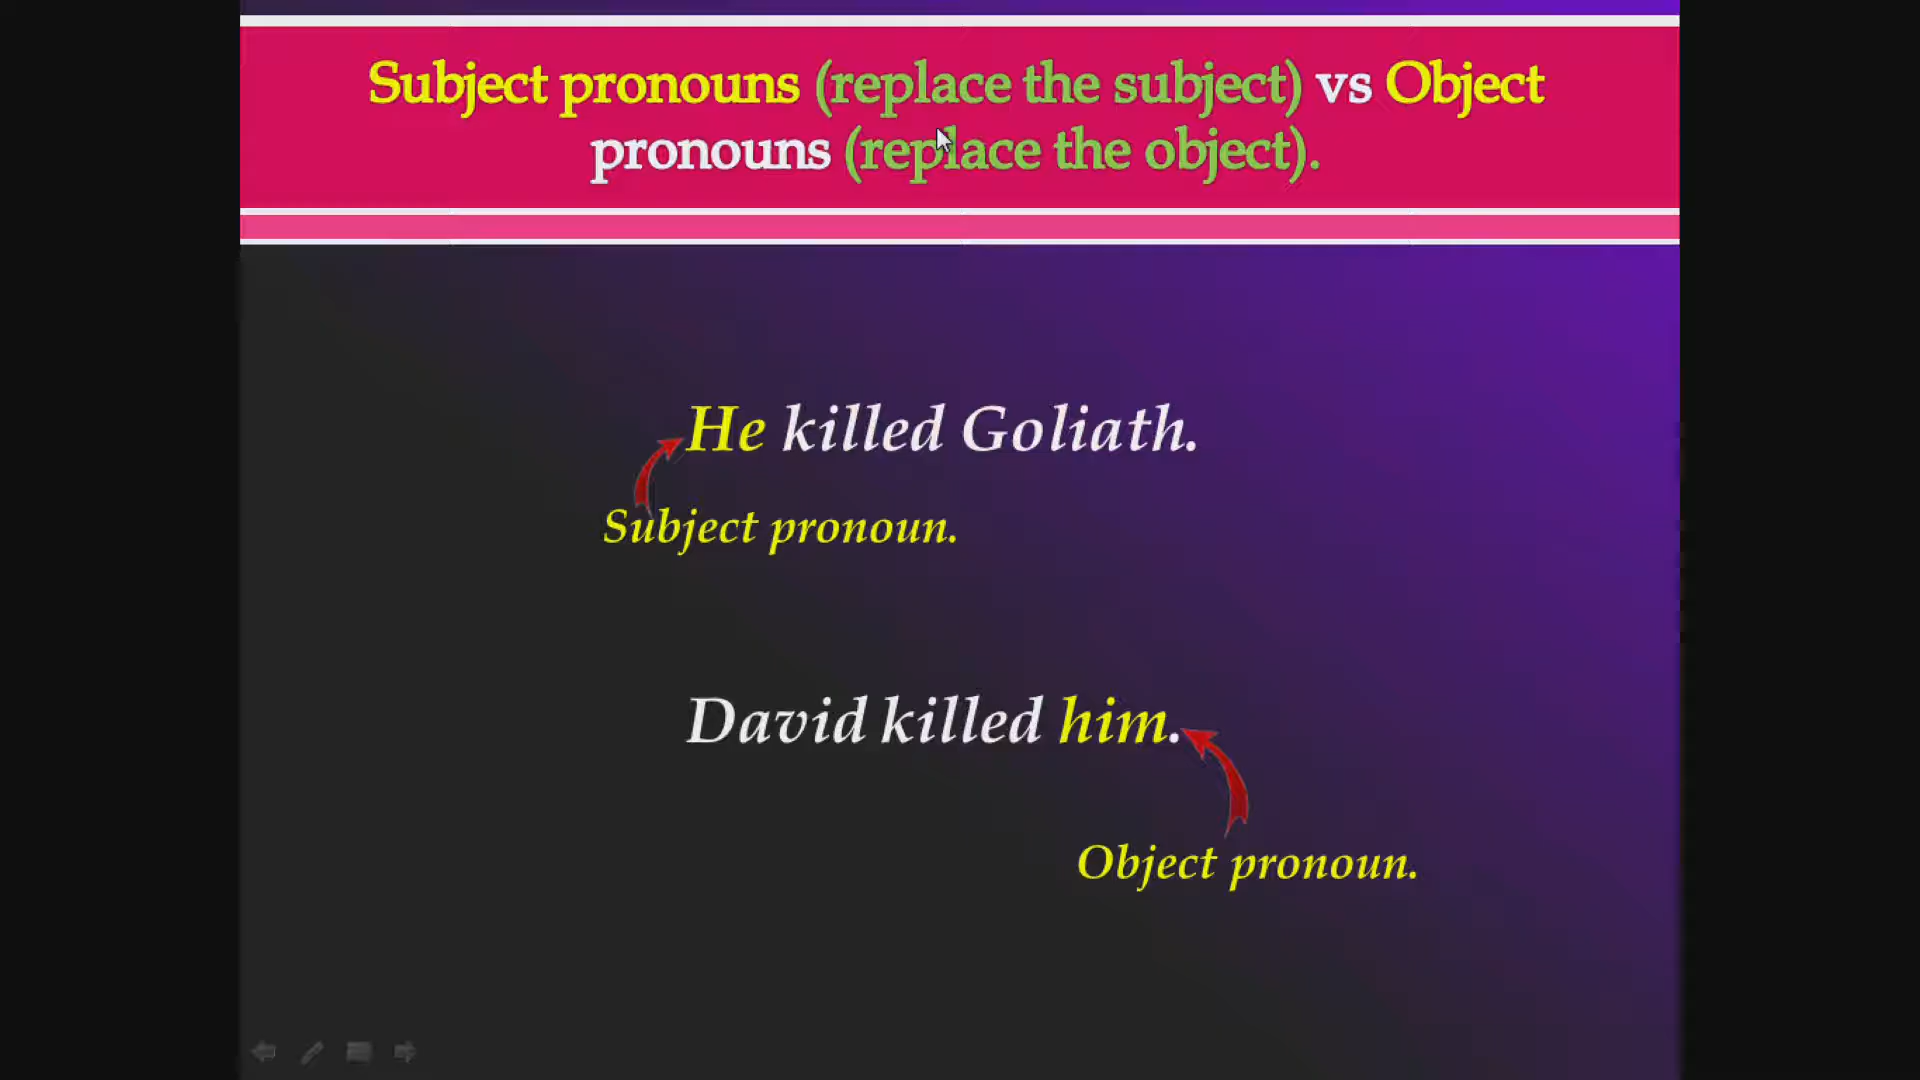 Subject pronouns (replace the subject) vs Object
pronouns (replace the object).
He killed Goliath.
Subject pronoun.
David killed him.
Object pronoun.